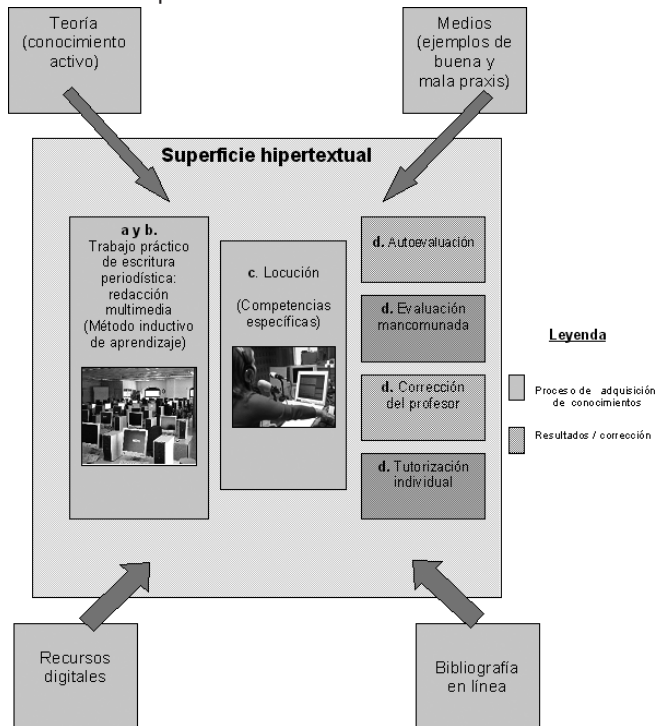 Teoría
(conocimiento
activo)
Medios
(ejemplos de
buena y
mala praxis)
Superficie hipertextual
a y b.
Trabajo práctico
de escritura
periodística:
redacción
multimedia
(Método inductivo
de aprendizaje)
c. Locución
(Competencias
específicas)
d. Autoevaluación
d. Evaluación
mancomunada
d. Corrección
del profesor
d. Tutorización
individual
Leyenda
Proceso de adquisición
de conocimientos
Resultados / corrección
Recursos
digitales
Bibliografía
en línea